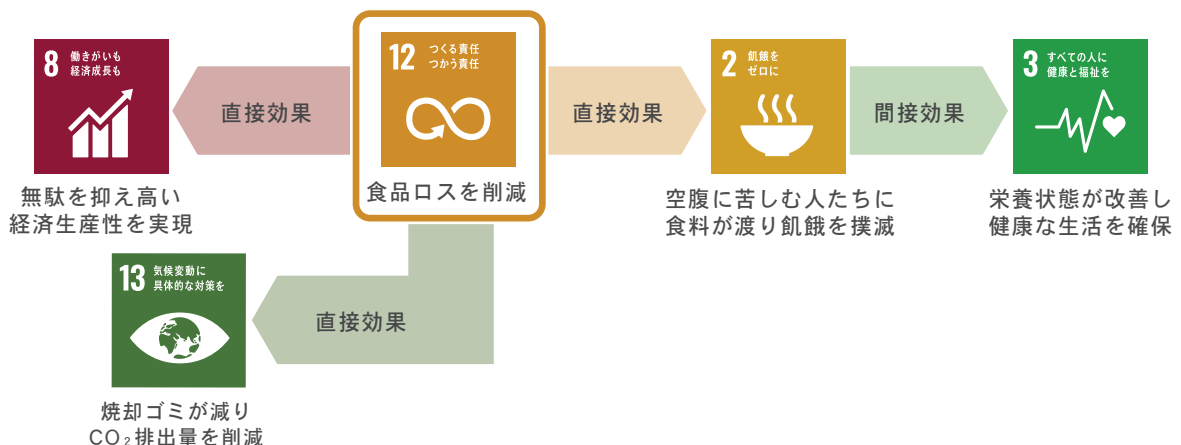 8 働きがいも
経済成長も
直接効果
12 つくる責任
つかう責任
食品ロスを削減
直接効果
2 飢餓を
ゼロに
間接効果
3 すべての人に
健康と福祉を
無駄を抑え高い
経済生産性を実現
空腹に苦しむ人たちに
食料が渡り飢餓を撲滅
栄養状態が改善し
健康な生活を確保
13 気候変動に
具体的な対策を
直接効果
焼却ゴミが減り
CO₂排出量を削減